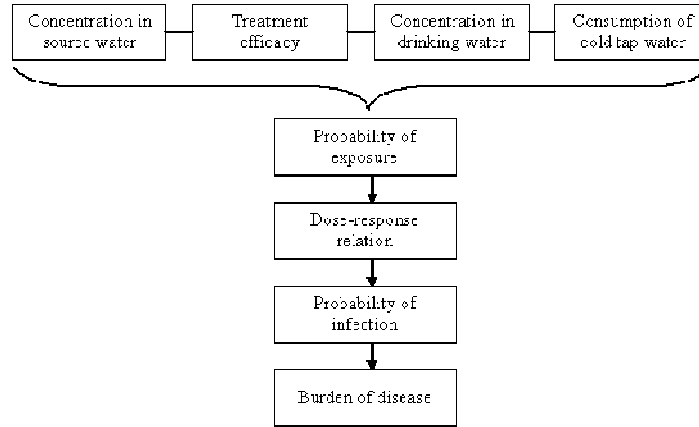 Concentration in
source water
Treatment
efficacy
Concentration in
drinking water
Consumption of
cold tap water
Probability of
exposure
Dose-response
relation
Probability of
infection
Burden of disease